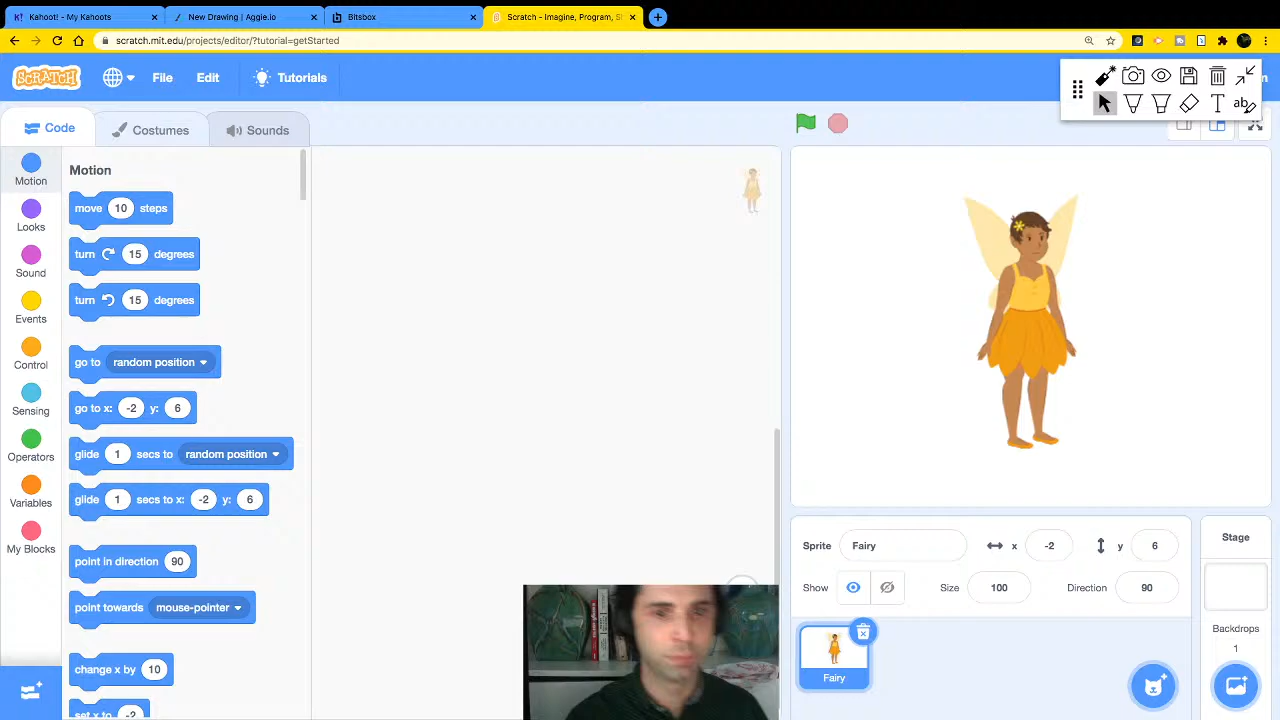 Kahoot! - My Kahoots
New Drawing | Aggie.io
Bitsbox
Scratch - Imagine, Program, S
scratch.mit.edu/projects/editor/?tutorial=getStarted
SCRATCH
File
Edit
Tutorials
Code
Costumes
Sounds
Motion
Looks
Sound
Events
Control
Sensing
Operators
Variables
My Blocks
Motion
move 10 steps
turn 15 degrees
turn 15 degrees
go to random position
go to x: -2 y: 6
glide 1 secs to random position
glide 1 secs to x: -2 y: 6
point in direction 90
point towards mouse-pointer
change x by 10
set x to -2
Sprite Fairy x -2 y 6
Show Size 100 Direction 90
Fairy
Stage
Backdrops
1